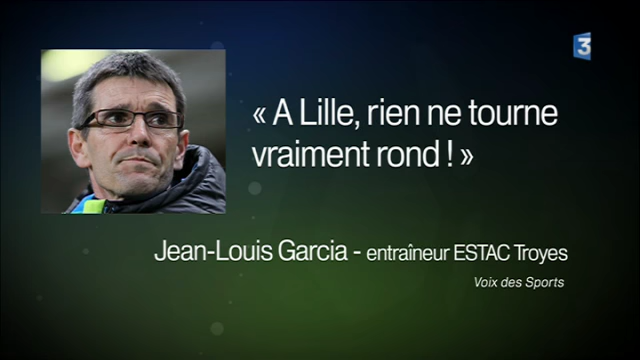 3
« A Lille, rien ne tourne
vraiment rond ! »
Jean-Louis Garcia - entraîneur ESTAC Troyes
Voix des Sports